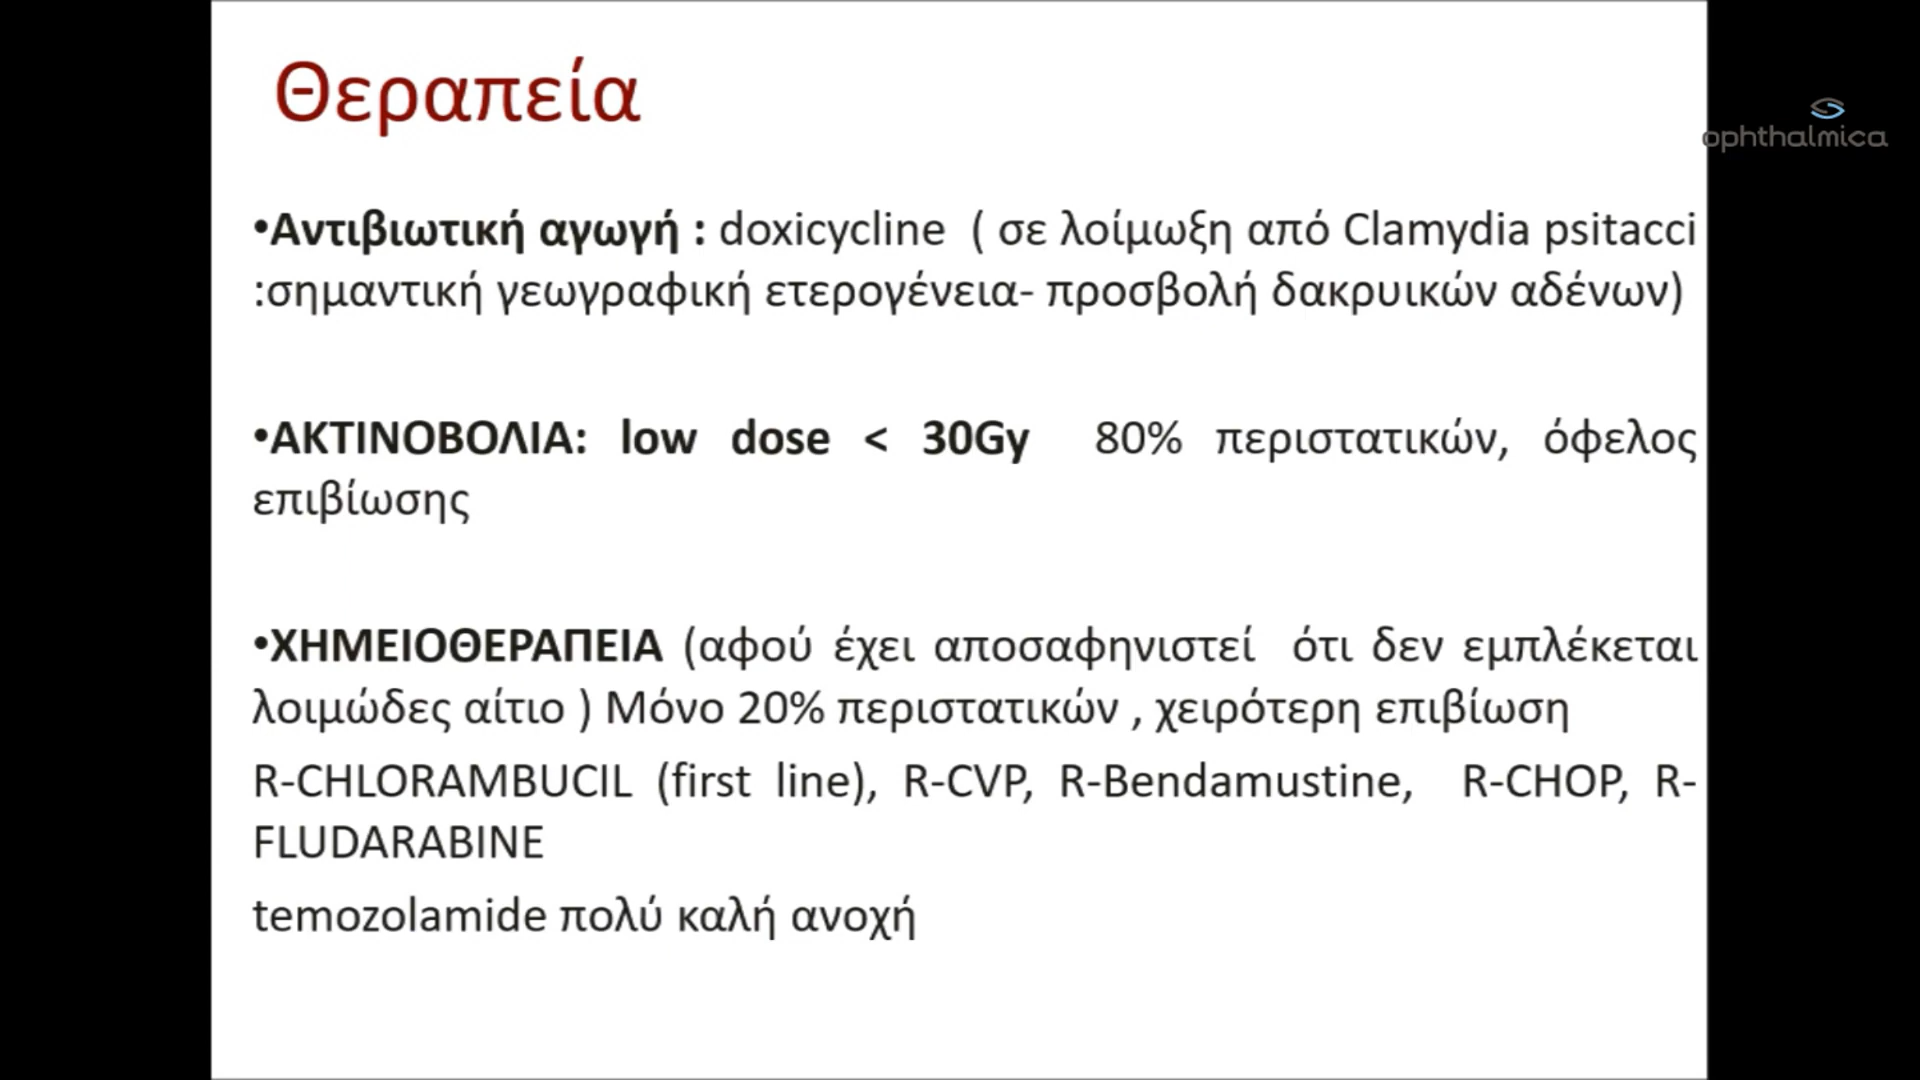 Θεραπεία
ophthalmica
•Αντιβιωτική αγωγή : doxicycline ( σε λοίμωξη από Clamydia psitacci
:σημαντική γεωγραφική ετερογένεια- προσβολή δακρυικών αδένων)
•ΑΚΤΙΝΟΒΟΛΙΑ: low dose < 30Gy 80% περιστατικών, όφελος
επιβίωσης
•ΧΗΜΕΙΟΘΕΡΑΠΕΙΑ (αφού έχει αποσαφηνιστεί ότι δεν εμπλέκεται
λοιμώδες αίτιο ) Μόνο 20% περιστατικών , χειρότερη επιβίωση
R-CHLORAMBUCIL (first line), R-CVP, R-Bendamustine, R-CHOP, R-
FLUDARABINE
temozolamide πολύ καλή ανοχή